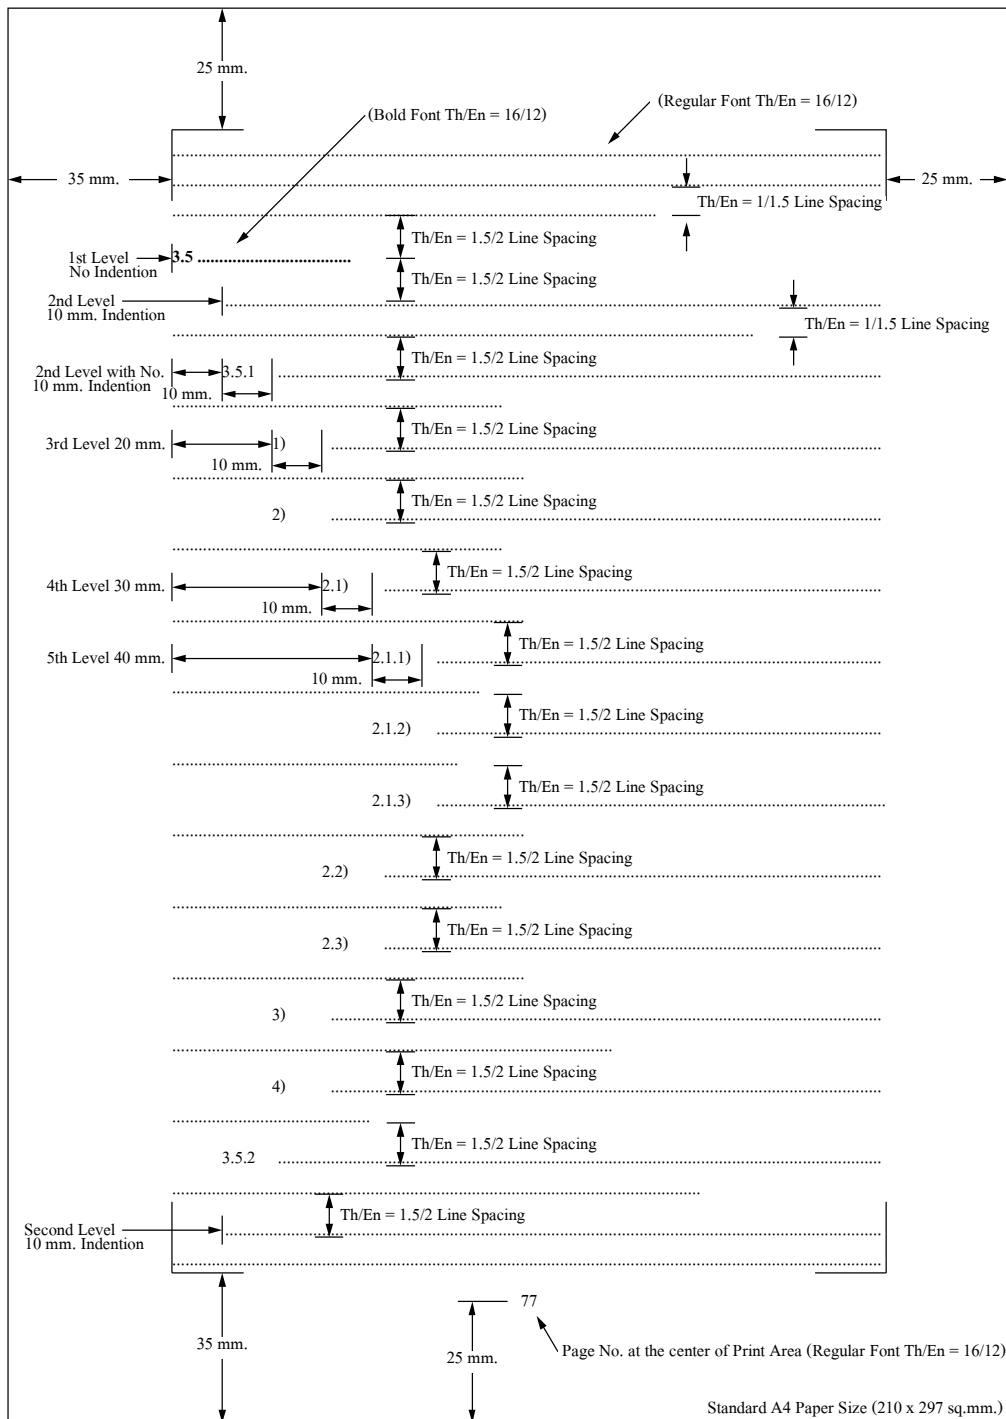 25 mm.
(Regular Font Th/En = 16/12)
(Bold Font Th/En = 16/12)
35 mm.
25 mm.
Th/En = 1/1.5 Line Spacing
Th/En = 1.5/2 Line Spacing
1st Level
No Indention
3.5
Th/En = 1.5/2 Line Spacing
2nd Level
10 mm. Indention
Th/En = 1/1.5 Line Spacing
Th/En = 1.5/2 Line Spacing
2nd Level with No.
10 mm. Indention
3.5.1
10 mm.
Th/En = 1.5/2 Line Spacing
3rd Level 20 mm.
1)
10 mm.
Th/En = 1.5/2 Line Spacing
2)
Th/En = 1.5/2 Line Spacing
4th Level 30 mm.
2.1)
10 mm.
Th/En = 1.5/2 Line Spacing
5th Level 40 mm.
2.1.1)
10 mm.
Th/En = 1.5/2 Line Spacing
2.1.2)
Th/En = 1.5/2 Line Spacing
2.1.3)
Th/En = 1.5/2 Line Spacing
2.2)
Th/En = 1.5/2 Line Spacing
2.3)
Th/En = 1.5/2 Line Spacing
3)
Th/En = 1.5/2 Line Spacing
4)
Th/En = 1.5/2 Line Spacing
3.5.2
Th/En = 1.5/2 Line Spacing
Second Level
10 mm. Indention
77
35 mm.
25 mm.
Page No. at the center of Print Area (Regular Font Th/En = 16/12)
Standard A4 Paper Size (210 x 297 sq.mm.)